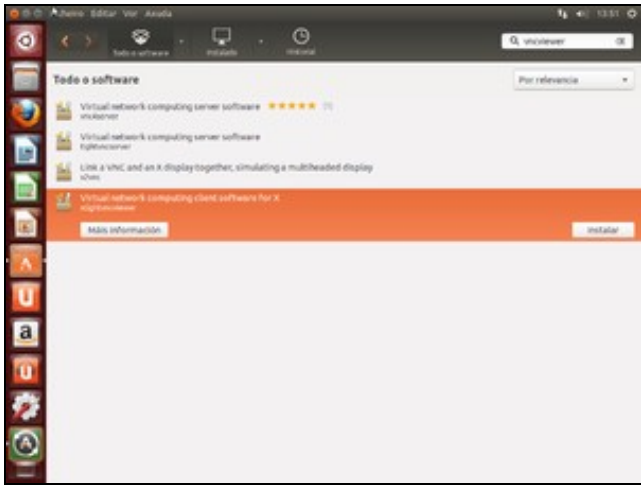 Editar Ver Axuda
13:51
Todo o software
Instalado
Historial
vncviewer
Todo o software
Por relevancia
Virtual network computing server software
vnc4server
Virtual network computing server software
tightvncserver
Link a VNC and an X display together, simulating a multiheaded display
x2vnc
Virtual network computing client software for X
xtightvncviewer
Máis información
Instalar